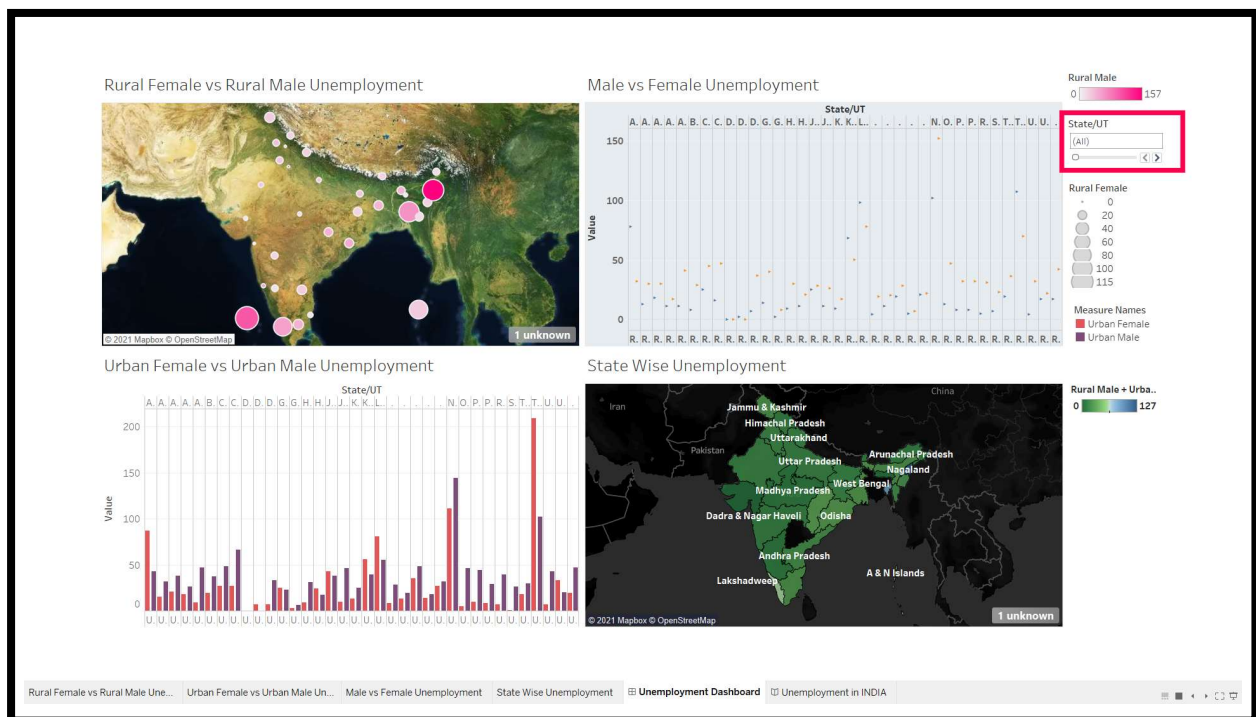 Rural Female vs Rural Male Unemployment
© 2021 Mapbox © OpenStreetMap
1 unknown
Male vs Female Unemployment
State/UT
A. A. A. A. A. B. C. C. D. D. D. G. G. H. H. J.. J.. K. K.. L.. . . . . . . N. O. P. P. R. S. T.. T.. U. U. .
Value
150
100
50
0
R. R. R. R. R. R. R. R. R. R. R. R. R. R. R. R. R. R. R. R. R. R. R. R. R. R. R. R. R. R. R. R. R. R. R. R. R.
Rural Male
0 157
State/UT
(All)
Rural Female
0
20
40
60
80
100
115
Measure Names
Urban Female
Urban Male
Urban Female vs Urban Male Unemployment
State/UT
A. A. A. A. A. B. C. C. D. D. D. G. G. H. H. J.. J.. K. K.. L.. . . . . . . N. O. P. P. R. S. T.. T.. U. U. .
Value
200
150
100
50
0
U. U. U. U. U. U. U. U. U. U. U. U. U. U. U. U. U. U. U. U. U. U. U. U. U. U. U. U. U. U. U. U. U. U. U. U. U.
State Wise Unemployment
Iran
China
Pakistan
Jammu & Kashmir
Himachal Pradesh
Uttarakhand
Arunachal Pradesh
Uttar Pradesh
Nagaland
West Bengal
Madhya Pradesh
Dadra & Nagar Haveli
Odisha
Andhra Pradesh
Lakshadweep
A & N Islands
© 2021 Mapbox © OpenStreetMap
1 unknown
Rural Male + Urba..
0 127
Rural Female vs Rural Male Une...
Urban Female vs Urban Male Un...
Male vs Female Unemployment
State Wise Unemployment
Unemployment Dashboard
Unemployment in INDIA